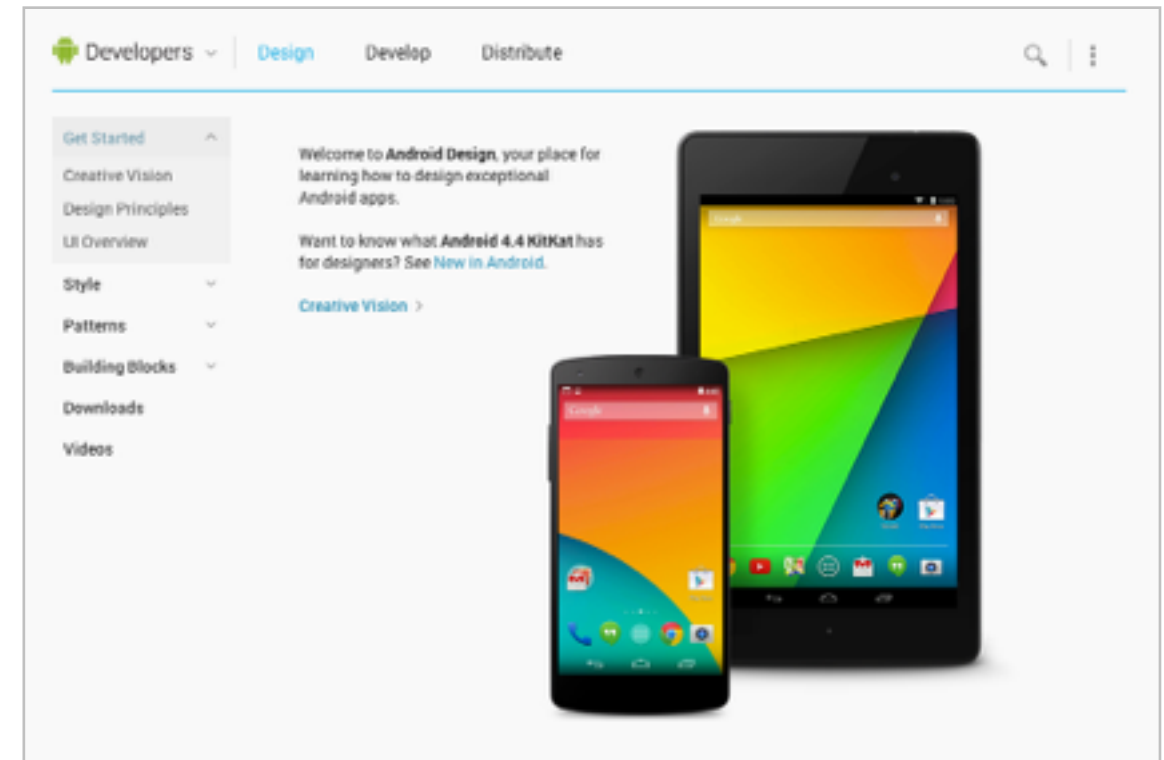 Developers
Design
Develop
Distribute
Get Started
Creative Vision
Design Principles
UI Overview
Style
Patterns
Building Blocks
Downloads
Videos
Welcome to Android Design, your place for
learning how to design exceptional
Android apps.
Want to know what Android 4.4 KitKat has
for designers? See New in Android.
Creative Vision >
Google
Google